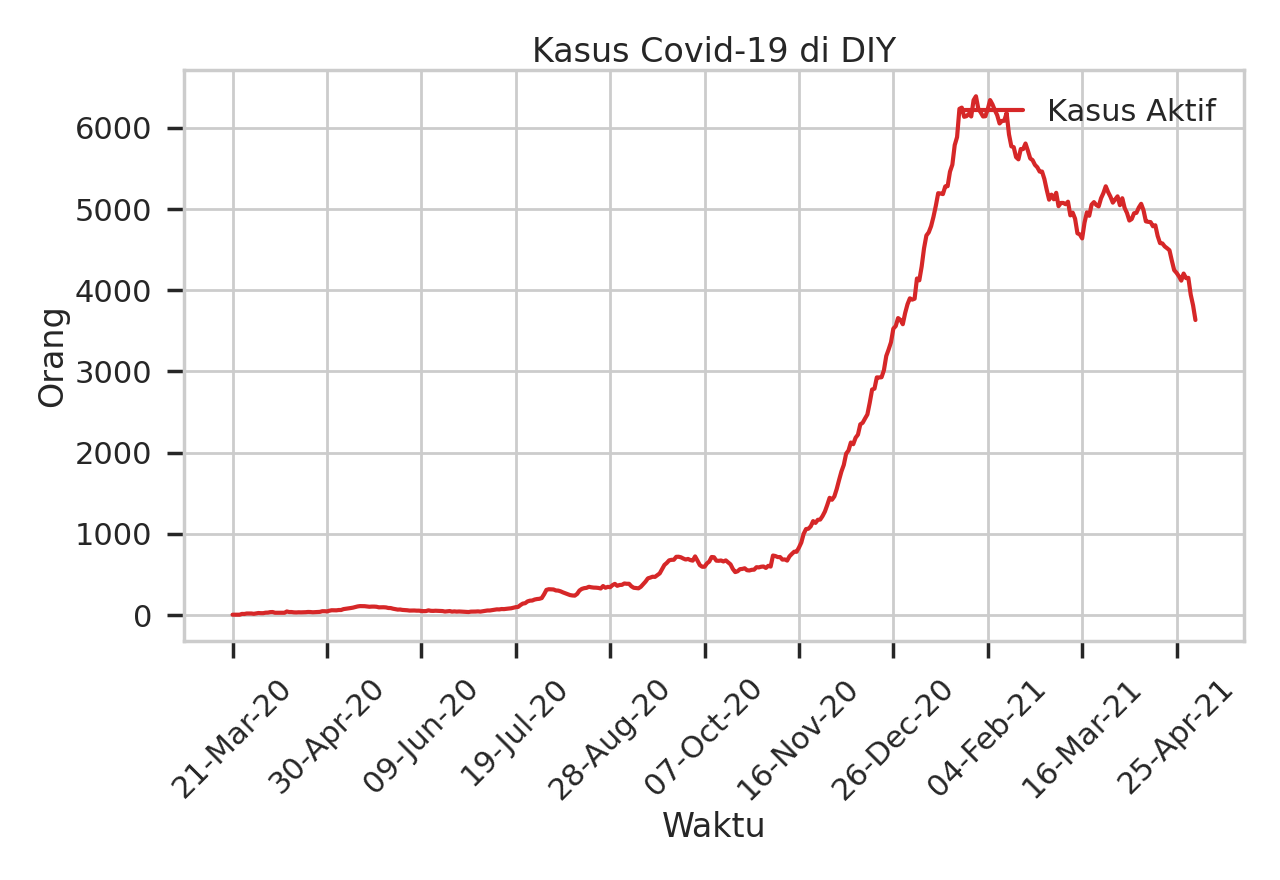 Kasus Covid-19 di DIY
Kasus Aktif
Orang
6000
5000
4000
3000
2000
1000
0
21-Mar-20
30-Apr-20
09-Jun-20
19-Jul-20
28-Aug-20
07-Oct-20
16-Nov-20
26-Dec-20
04-Feb-21
16-Mar-21
25-Apr-21
Waktu